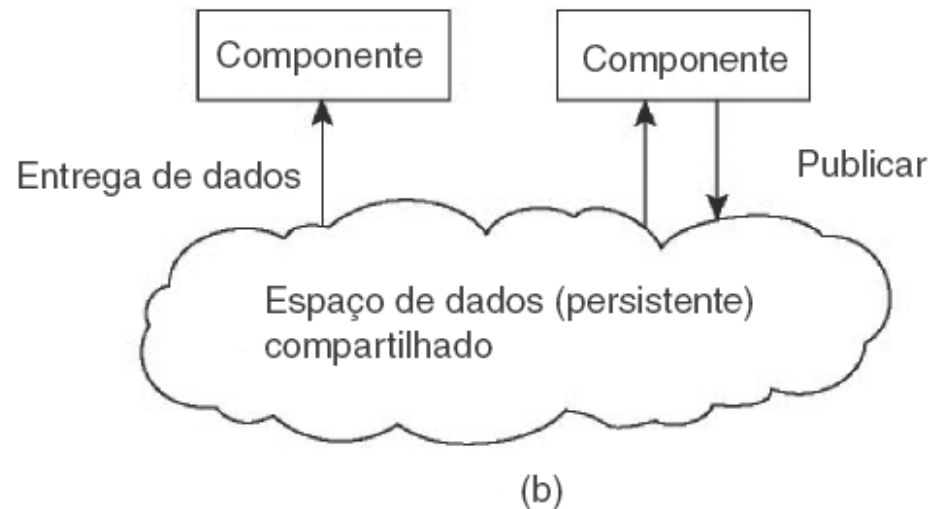 Componente
Componente
Entrega de dados
Publicar
Espaço de dados (persistente)
compartilhado
(b)